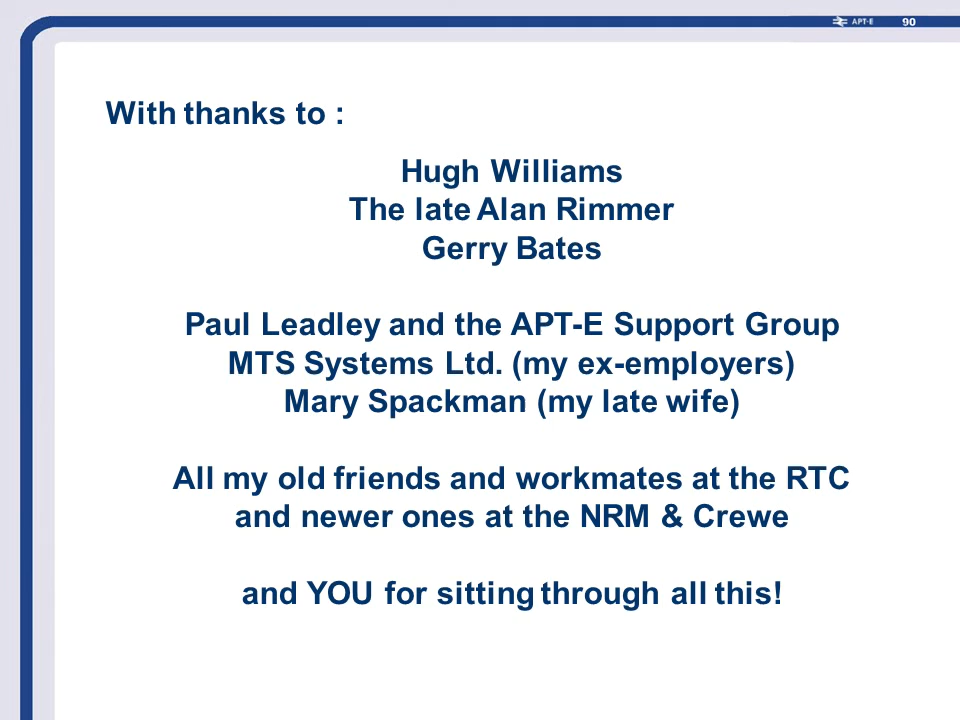 APT-E 90
With thanks to :
Hugh Williams
The late Alan Rimmer
Gerry Bates
Paul Leadley and the APT-E Support Group
MTS Systems Ltd. (my ex-employers)
Mary Spackman (my late wife)
All my old friends and workmates at the RTC
and newer ones at the NRM & Crewe
and YOU for sitting through all this!